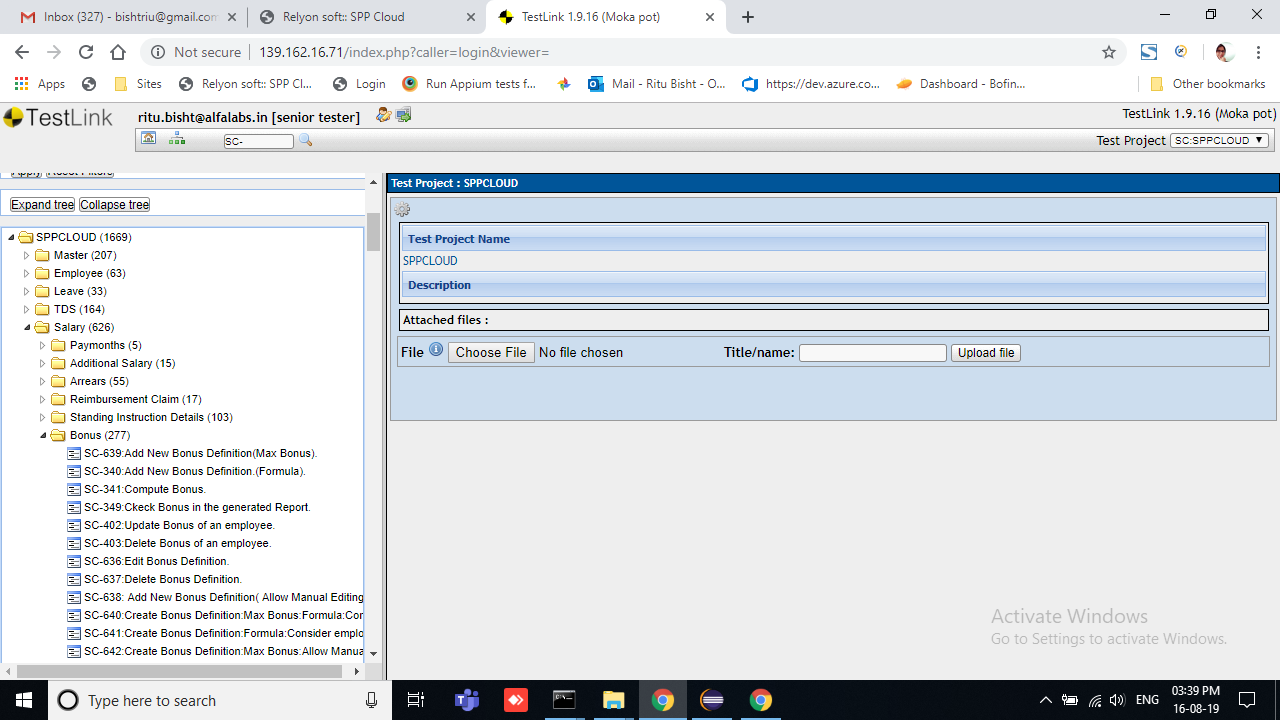 Inbox (327) - bishtriu@gmail.com
Relyon soft:: SPP Cloud
TestLink 1.9.16 (Moka pot)
Not secure
139.162.16.71/index.php?caller=login&viewer=
Apps
Sites
Relyon soft:: SPP Cl...
Login
Run Appium tests f...
Mail - Ritu Bisht - O...
https://dev.azure.co...
Dashboard - Bofin...
Other bookmarks
TestLink
ritu.bisht@alfalabs.in [senior tester]
TestLink 1.9.16 (Moka pot)
SC-
Test Project
SC:SPPCLOUD
Apply Reset Filters
Expand tree Collapse tree
SPPCLOUD (1669)
Master (207)
Employee (63)
Leave (33)
TDS (164)
Salary (626)
Paymonths (5)
Additional Salary (15)
Arrears (55)
Reimbursement Claim (17)
Standing Instruction Details (103)
Bonus (277)
SC-639:Add New Bonus Definition(Max Bonus).
SC-340:Add New Bonus Definition.(Formula).
SC-341:Compute Bonus.
SC-349:Ckeck Bonus in the generated Report.
SC-402:Update Bonus of an employee.
SC-403:Delete Bonus of an employee.
SC-636:Edit Bonus Definition.
SC-637:Delete Bonus Definition.
SC-638: Add New Bonus Definition( Allow Manual Editing
SC-640:Create Bonus Definition:Max Bonus:Formula:Cor
SC-641:Create Bonus Definition:Formula:Consider emplo
SC-642:Create Bonus Definition:Max Bonus:Allow Manua
Test Project : SPPCLOUD
Test Project Name
SPPCLOUD
Description
Attached files :
File
Choose File No file chosen
Title/name:
Upload file
Activate Windows
Go to Settings to activate Windows.
Type here to search
ENG
03:39 PM
16-08-19